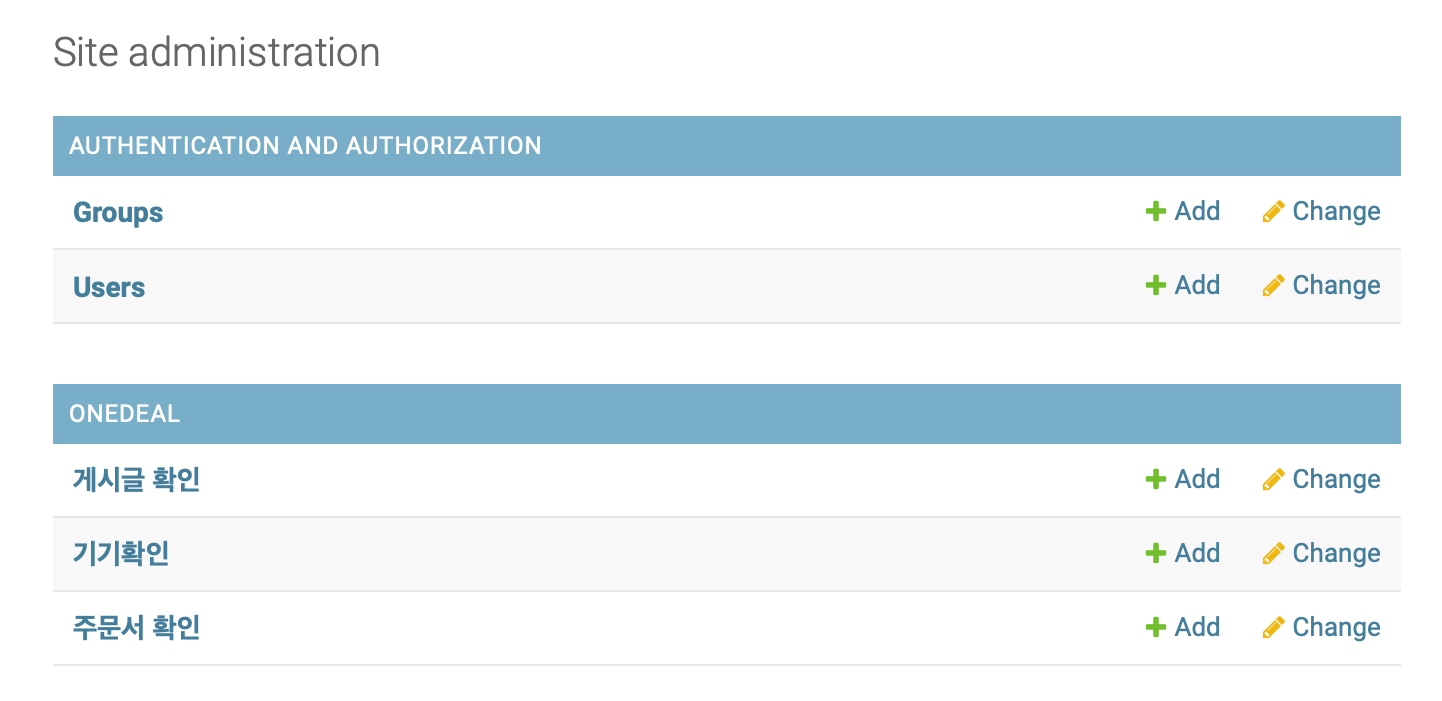 Site administration
AUTHENTICATION AND AUTHORIZATION
Groups Add Change
Users Add Change
ONEDEAL
게시글 확인 Add Change
기기확인 Add Change
주문서 확인 Add Change